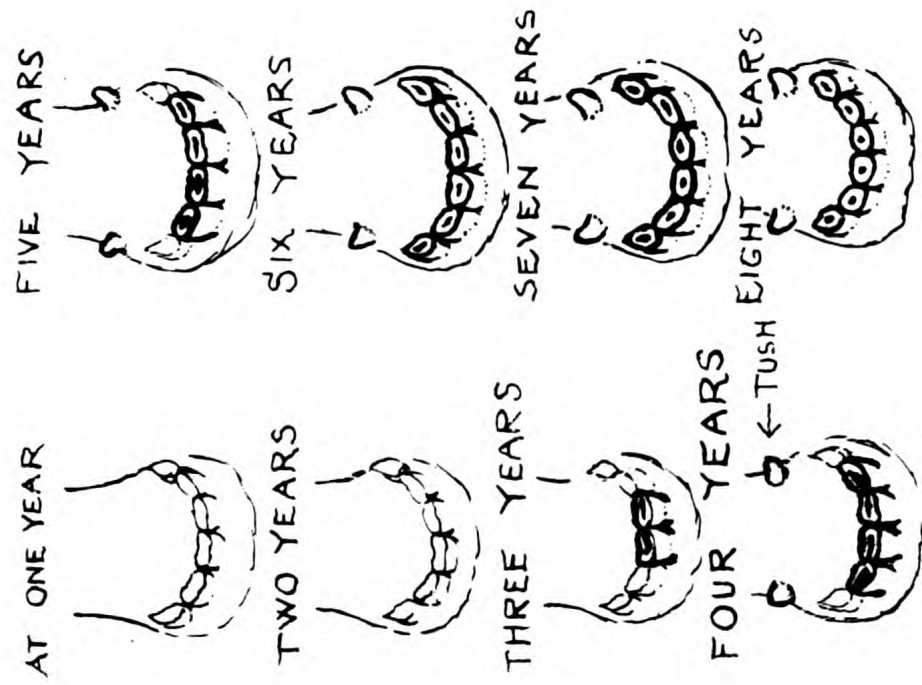 AT ONE YEAR
TWO YEARS
THREE YEARS
FOUR YEARS
← TUSH
FIVE YEARS
SIX YEARS
SEVEN YEARS
EIGHT YEARS